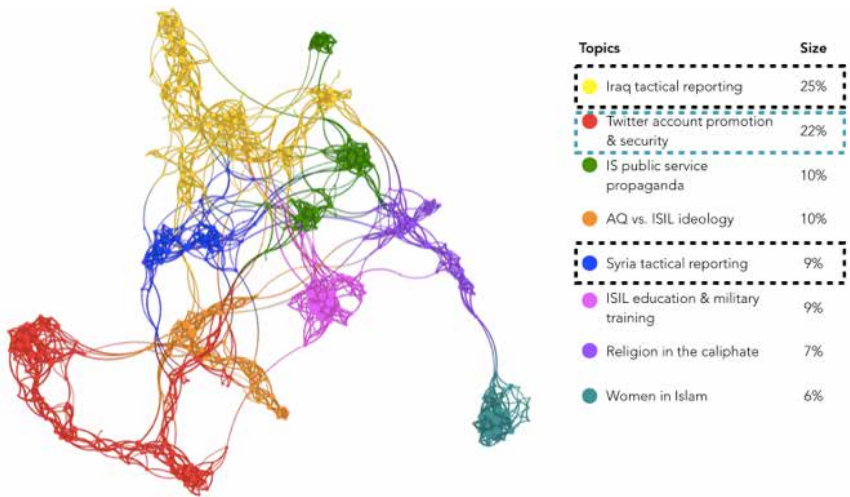 Topics Size
Iraq tactical reporting 25%
Twitter account promotion
& security 22%
IS public service
propaganda 10%
AQ vs. ISIL ideology 10%
Syria tactical reporting 9%
ISIL education & military
training 9%
Religion in the caliphate 7%
Women in Islam 6%